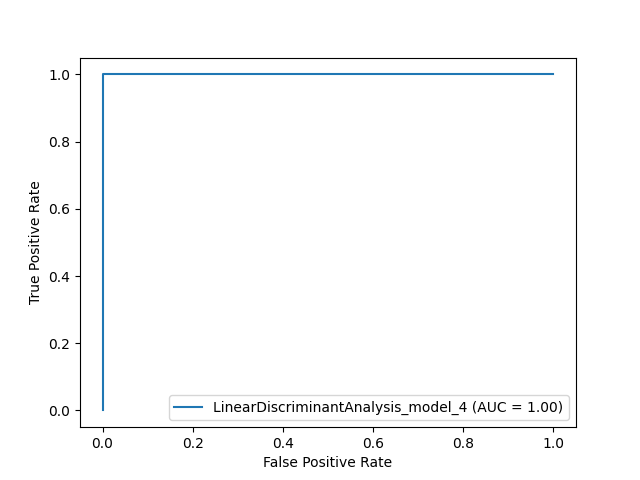 1.0
0.8
0.6
0.4
0.2
0.0
True Positive Rate
LinearDiscriminantAnalysis_model_4 (AUC = 1.00)
0.0 0.2 0.4 0.6 0.8 1.0
False Positive Rate